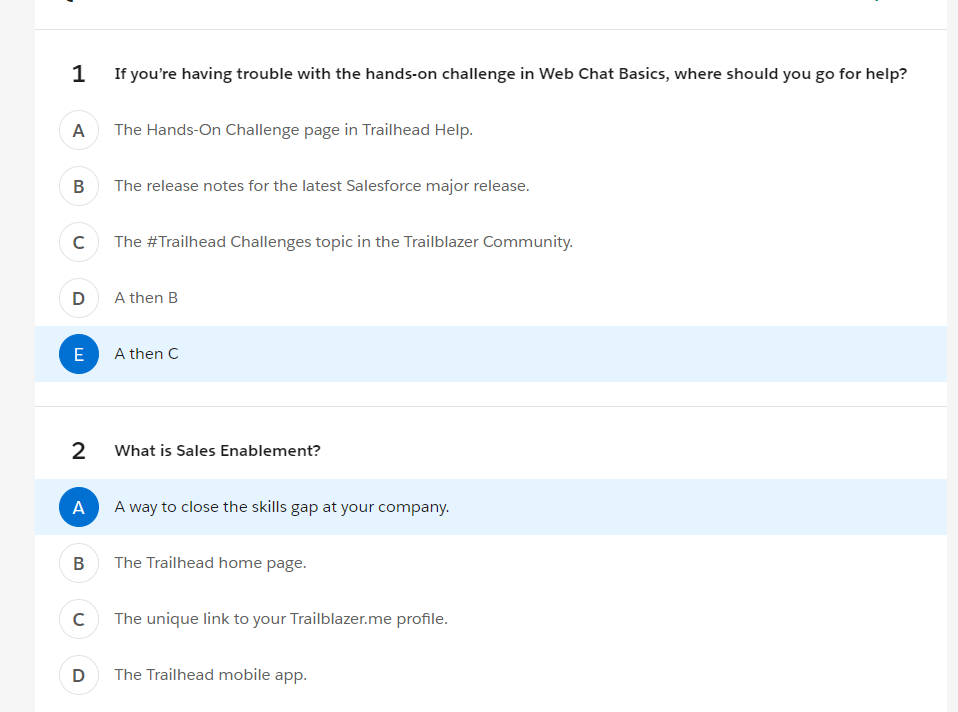 1 If you’re having trouble with the hands-on challenge in Web Chat Basics, where should you go for help?
A The Hands-On Challenge page in Trailhead Help.
B The release notes for the latest Salesforce major release.
C The #Trailhead Challenges topic in the Trailblazer Community.
D A then B
E A then C
2 What is Sales Enablement?
A A way to close the skills gap at your company.
B The Trailhead home page.
C The unique link to your Trailblazer.me profile.
D The Trailhead mobile app.